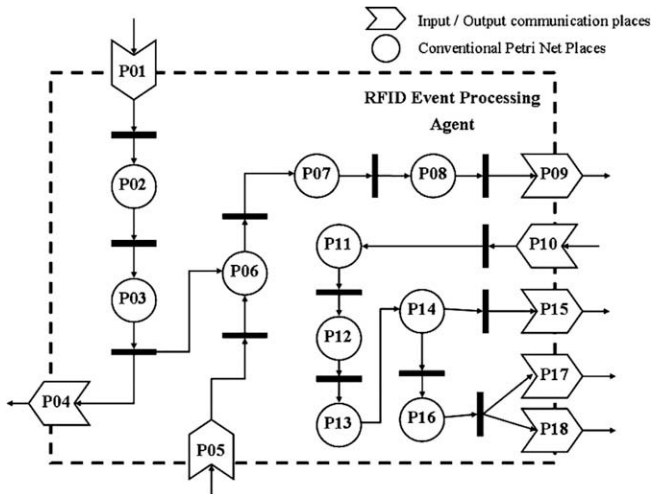 Input / Output communication places
Conventional Petri Net Places
P01
RFID Event Processing
Agent
P02
P07
P08
P09
P11
P10
P06
P03
P14
P15
P12
P04
P17
P13
P16
P18
P05